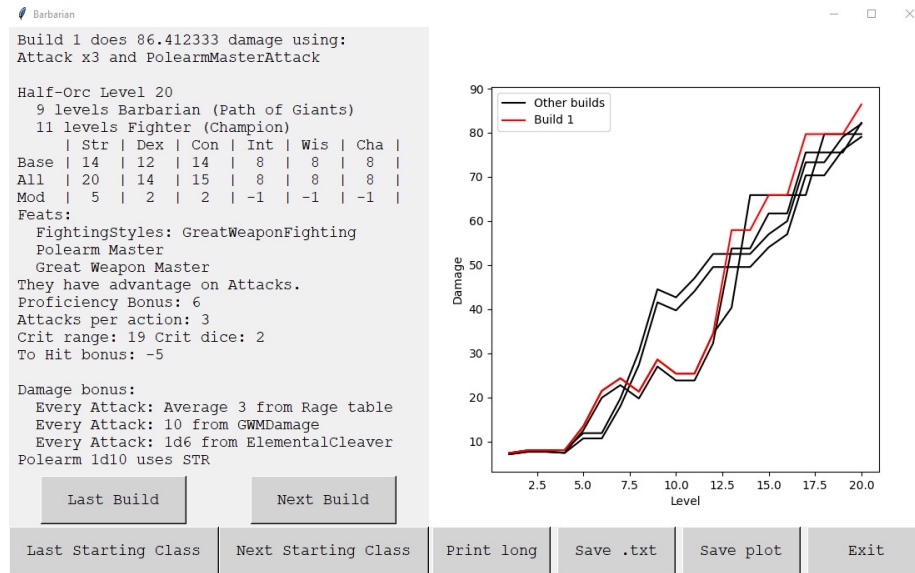 Barbarian
Build 1 does 86.412333 damage using:
Attack x3 and PolearmMasterAttack
Half-Orc Level 20
9 levels Barbarian (Path of Giants)
11 levels Fighter (Champion)
| Str | Dex | Con | Int | Wis | Cha |
Base | 14 | 12 | 14 | 8 | 8 | 8 |
All | 20 | 14 | 15 | 8 | 8 | 8 |
Mod | 5 | 2 | 2 | -1 | -1 | -1 |
Feats:
FightingStyles: GreatWeaponFighting
Polearm Master
Great Weapon Master
They have advantage on Attacks.
Proficiency Bonus: 6
Attacks per action: 3
Crit range: 19 Crit dice: 2
To Hit bonus: -5
Damage bonus:
Every Attack: Average 3 from Rage table
Every Attack: 10 from GWMDamage
Every Attack: 1d6 from ElementalCleaver
Polearm 1d10 uses STR
Last Build
Next Build
90
80
70
60
50
40
30
20
10
Damage
Other builds
Build 1
2.5 5.0 7.5 10.0 12.5 15.0 17.5 20.0
Level
Last Starting Class
Next Starting Class
Print long
Save .txt
Save plot
Exit